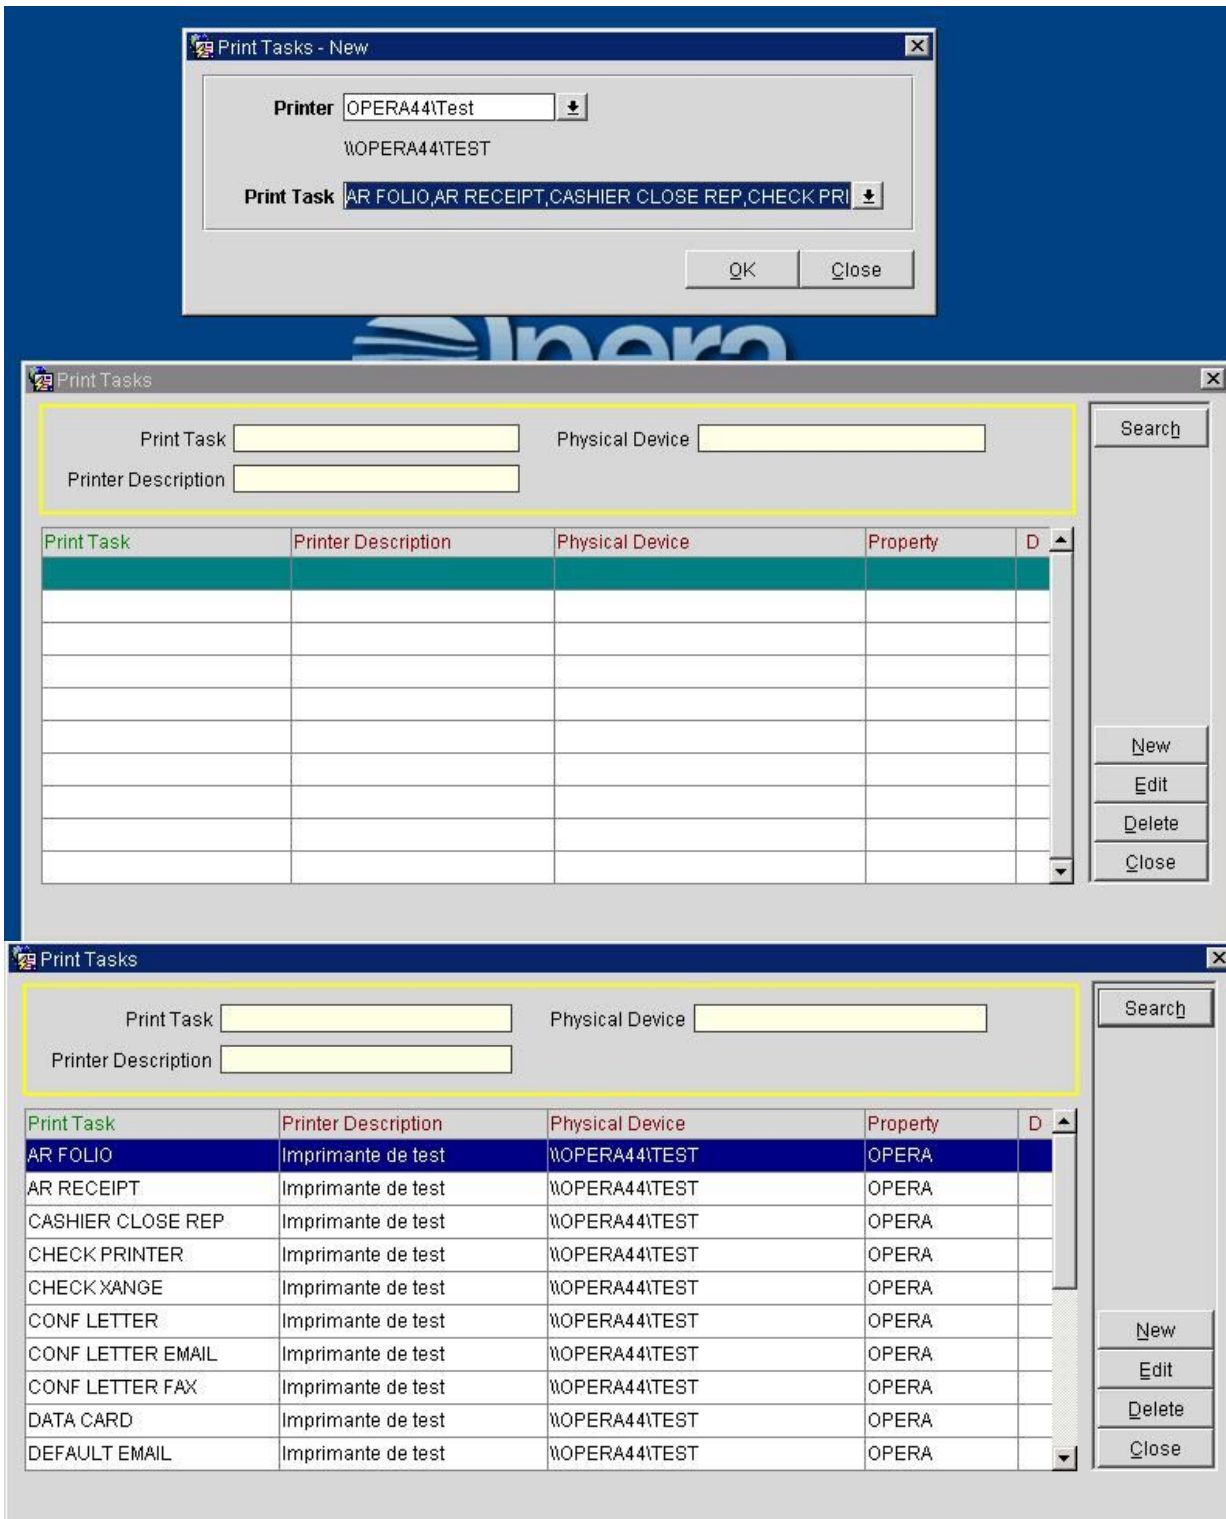 Print Tasks - New
Printer OPERA44\Test
\\OPERA44\TEST
Print Task AR FOLIO,AR RECEIPT,CASHIER CLOSE REP,CHECK PRI
OK Close
Opera
Print Tasks
Print Task Physical Device Search
Printer Description
Print Task Printer Description Physical Device Property D
New
Edit
Delete
Close
Print Tasks
Print Task Physical Device Search
Printer Description
Print Task Printer Description Physical Device Property D
AR FOLIO Imprimante de test \\OPERA44\TEST OPERA
AR RECEIPT Imprimante de test \\OPERA44\TEST OPERA
CASHIER CLOSE REP Imprimante de test \\OPERA44\TEST OPERA
CHECK PRINTER Imprimante de test \\OPERA44\TEST OPERA
CHECK XANGE Imprimante de test \\OPERA44\TEST OPERA
CONF LETTER Imprimante de test \\OPERA44\TEST OPERA
New
CONF LETTER EMAIL Imprimante de test \\OPERA44\TEST OPERA
Edit
CONF LETTER FAX Imprimante de test \\OPERA44\TEST OPERA
Delete
DATA CARD Imprimante de test \\OPERA44\TEST OPERA
Close
DEFAULT EMAIL Imprimante de test \\OPERA44\TEST OPERA